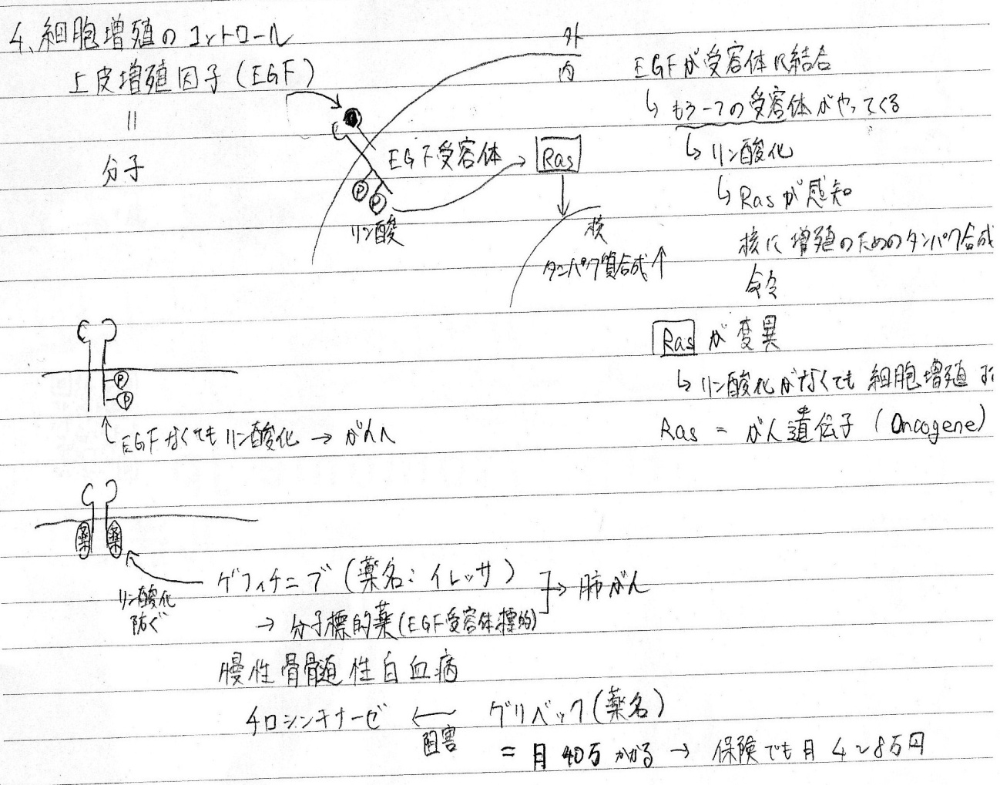 4、細胞増殖のコントロール
上皮増殖因子(EGF)
=
分子
外
内
EGF受容体
Ras
P
P
リン酸
核
タンパク質合成↑
EGFが受容体に結合
↳ もう一つの受容体がやってくる
↳ リン酸化
↳ Rasが感知
核に増殖のためのタンパク合成
命令
Ras が変異
↳ リン酸化がなくても細胞増殖
Ras = がん遺伝子 (Oncogene)
P
P
EGFなくてもリン酸化 → がん
薬 薬
リン酸化
防ぐ
ゲフィチニブ(薬名:イレッサ)
→ 分子標的薬(EGF受容体標的)
→ 肺がん
慢性骨髄性白血病
チロシンキナーゼ ← グリベック(薬名)
阻害
= 月40万かかる → 保険でも月4~8万円